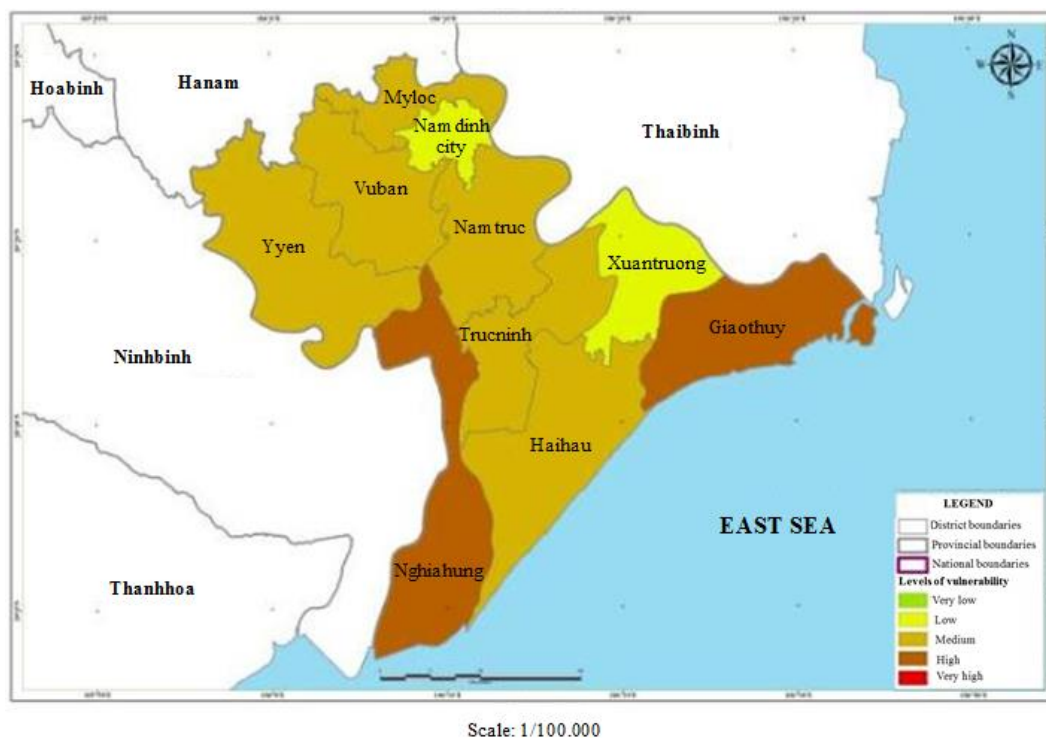 N
W
E
S
Hoabinh
Hanam
Myloc
Nam dinh
city
Thaibinh
Vuban
Yyen
Namtruc
Xuantruong
Giaothuy
Trucninh
Ninhbinh
Haihau
EAST SEA
Nghiahung
Thanhhoa
LEGEND
District boundaries
Provincial boundaries
National boundaries
Levels of vulnerability
Very low
Low
Medium
High
Very high
Scale: 1/100.000